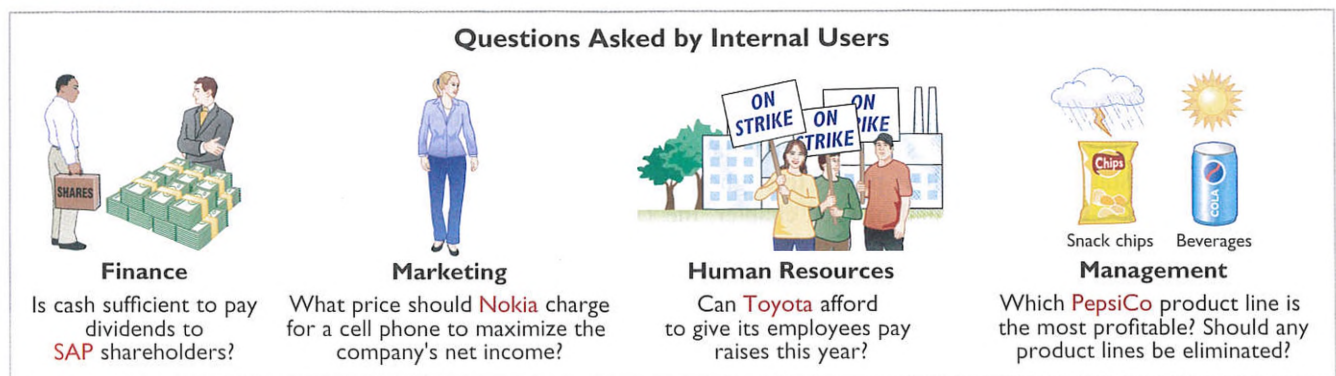 Questions Asked by Internal Users
SHARES
Finance
Is cash sufficient to pay
dividends to
SAP shareholders?
Marketing
What price should Nokia charge
for a cell phone to maximize the
company's net income?
ON
STRIKE
ON
STRIKE
ON
IKE
Human Resources
Can Toyota afford
to give its employees pay
raises this year?
Chips
COLA
Snack chips
Beverages
Management
Which PepsiCo product line is
the most profitable? Should any
product lines be eliminated?